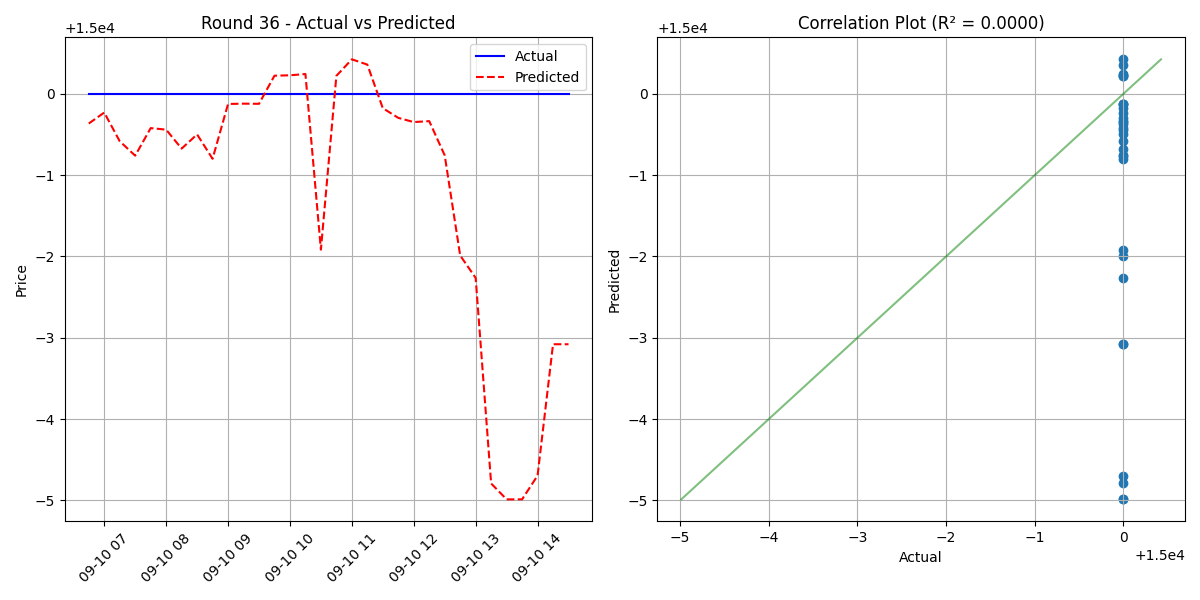 Round 36 - Actual vs Predicted
+1.5e4
Actual
Predicted
0
−1
−2
−3
−4
−5
Price
09-10 07
09-10 08
09-10 09
09-10 10
09-10 11
09-10 12
09-10 13
09-10 14
Correlation Plot (R² = 0.0000)
+1.5e4
0
−1
−2
−3
−4
−5
Predicted
−5
−4
−3
−2
−1
0
+1.5e4
Actual